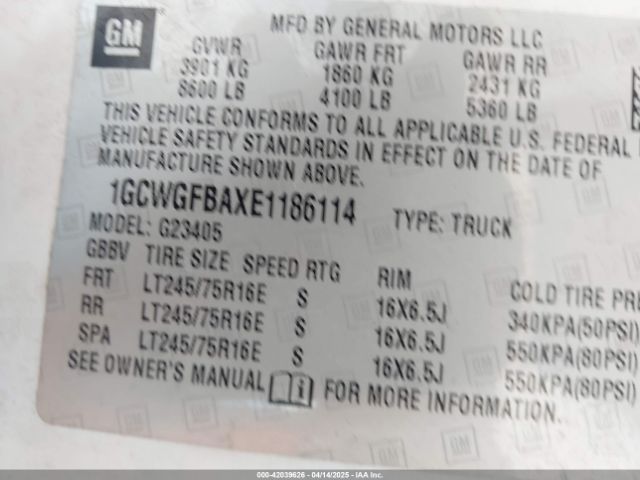 GM
MFD BY GENERAL MOTORS LLC
GVWR GAWR FRT GAWR RR
3901 KG 1860 KG 2431 KG
8600 LB 4100 LB 5360 LB
THIS VEHICLE CONFORMS TO ALL APPLICABLE U.S. FEDERAL
VEHICLE SAFETY STANDARDS IN EFFECT ON THE DATE OF
MANUFACTURE SHOWN ABOVE.
1GCWGFBAXE1186114 TYPE: TRUCK
MODEL: G23405
GBBV TIRE SIZE SPEED RTG RIM COLD TIRE PRE
FRT LT245/75R16E S 16X6.5J 340KPA(50PSI)
RR LT245/75R16E S 16X6.5J 550KPA(80PSI)
SPA LT245/75R16E S 16X6.5J 550KPA(80PSI)
SEE OWNER'S MANUAL i FOR MORE INFORMATION.
000-42039626 - 04/14/2025 - IAAI.com